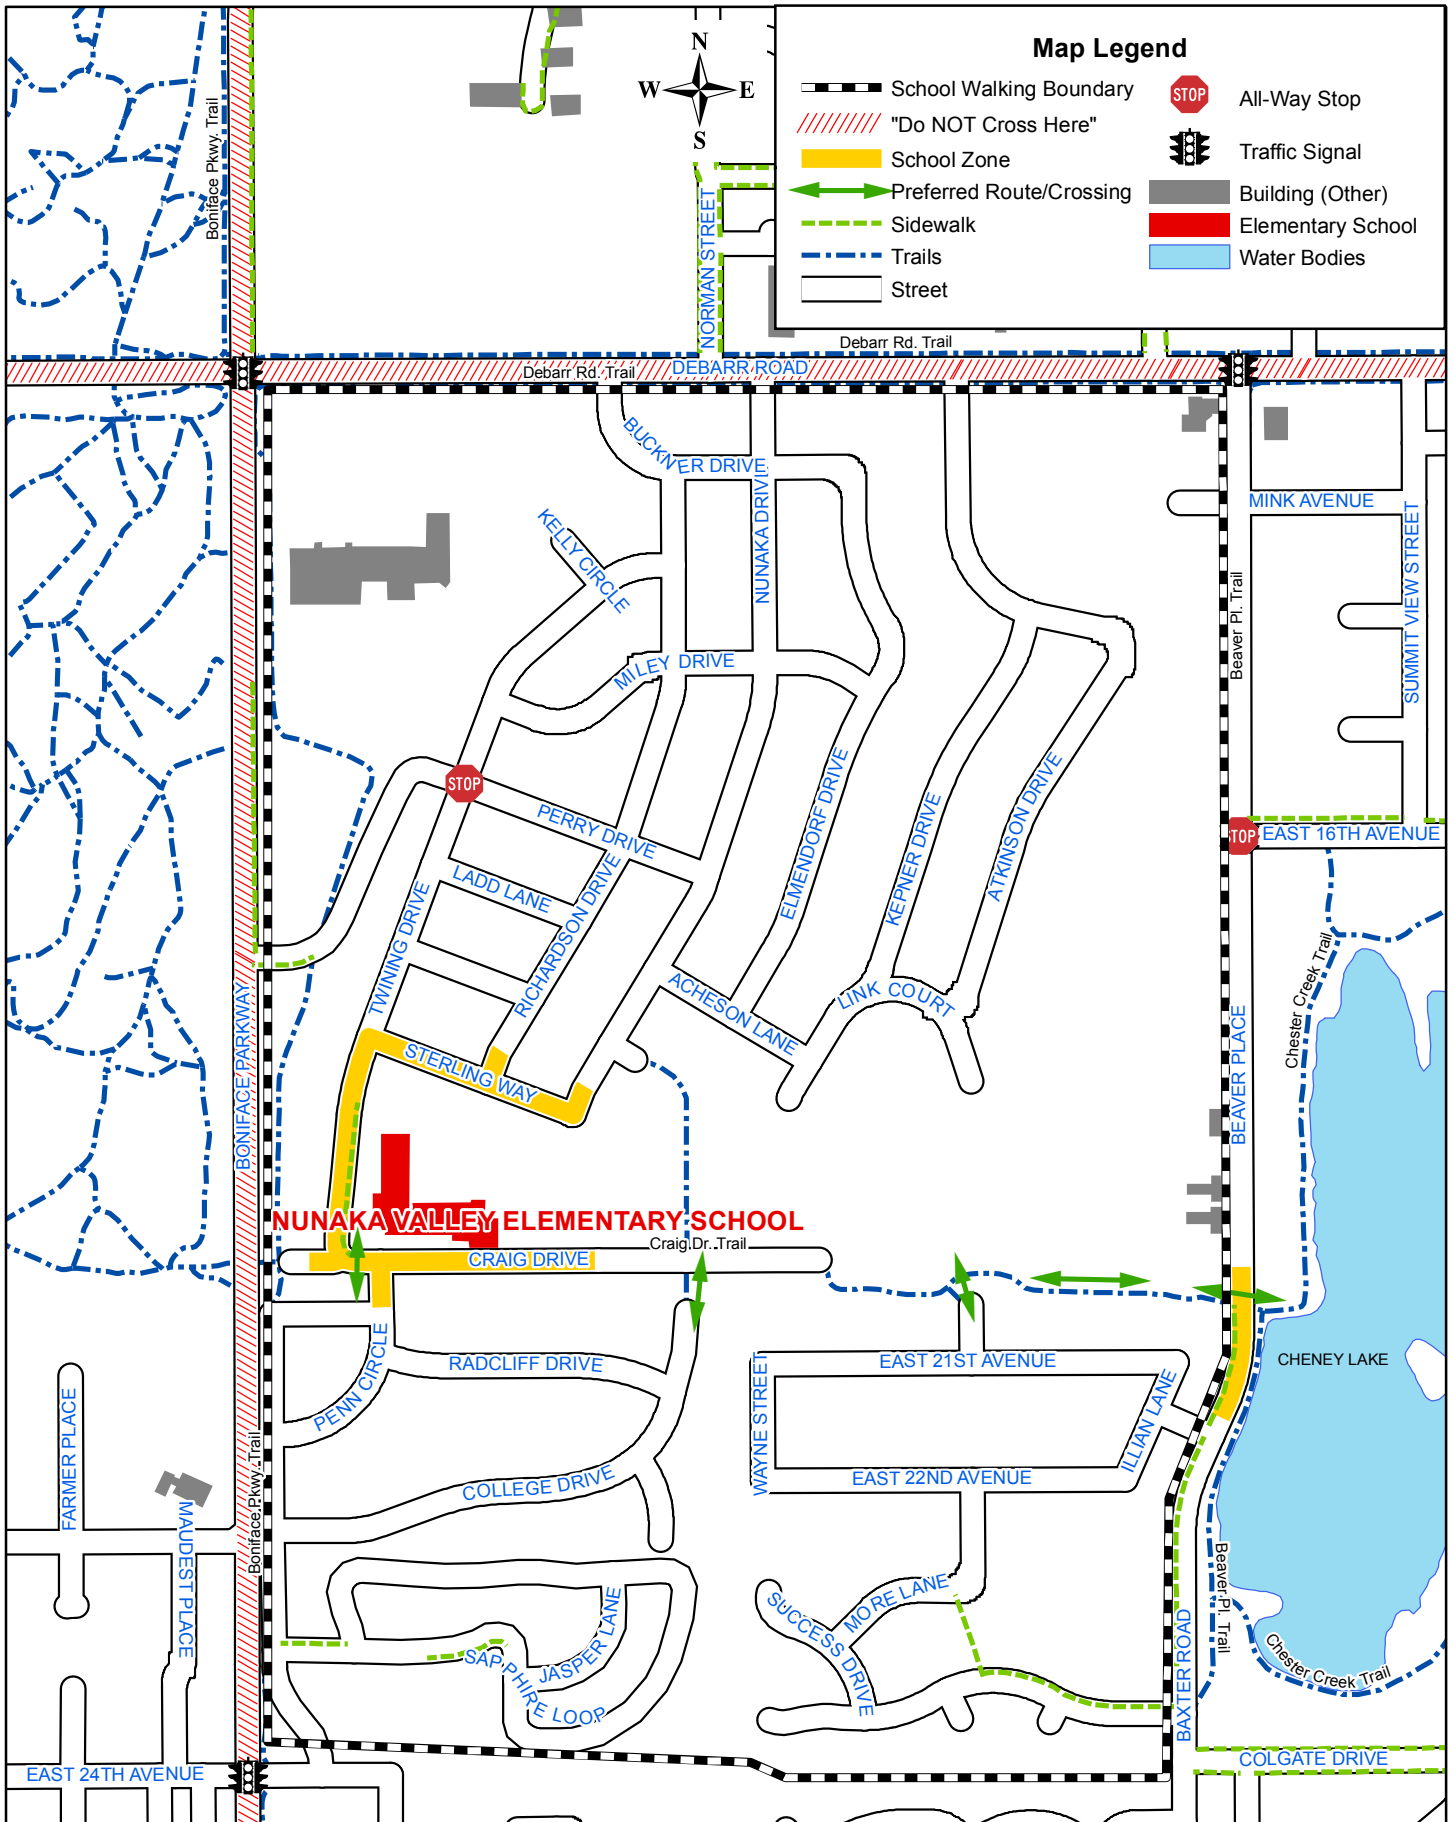 Map Legend
School Walking Boundary
"Do NOT Cross Here"
School Zone
Preferred Route/Crossing
Sidewalk
Trails
Street
STOP
All-Way Stop
Traffic Signal
Building (Other)
Elementary School
Water Bodies
N
W
E
S
Boniface Pkwy. Trail
NORMAN STREET
Debarr Rd. Trail
Debarr Rd. Trail
DEBARR ROAD
BUCKNER DRIVE
NUNAKA DRIVE
KELLY CIRCLE
MILEY DRIVE
MINK AVENUE
SUMMIT VIEW STREET
Beaver Pl. Trail
STOP
PERRY DRIVE
LADD LANE
TWINING DRIVE
RICHARDSON DRIVE
ELMENDORF DRIVE
KEPNER DRIVE
ATKINSON DRIVE
TOP
EAST 16TH AVENUE
ACHESON LANE
LINK COURT
STERLING WAY
BONIFACE PARKWAY
BEAVER PLACE
Chester Creek Trail
NUNAKA VALLEY ELEMENTARY SCHOOL
Craig Dr. Trail
CRAIG DRIVE
PENN CIRCLE
RADCLIFF DRIVE
WAYNE STREET
EAST 21ST AVENUE
ILLIAN LANE
CHENEY LAKE
FARMER PLACE
COLLEGE DRIVE
EAST 22ND AVENUE
MAUDEST PLACE
Boniface Pkwy. Trail
SAPPHIRE LOOP
JASPER LANE
SUCCESS DRIVE
MORE LANE
BAXTER ROAD
Beaver Pl. Trail
Chester Creek Trail
EAST 24TH AVENUE
COLGATE DRIVE